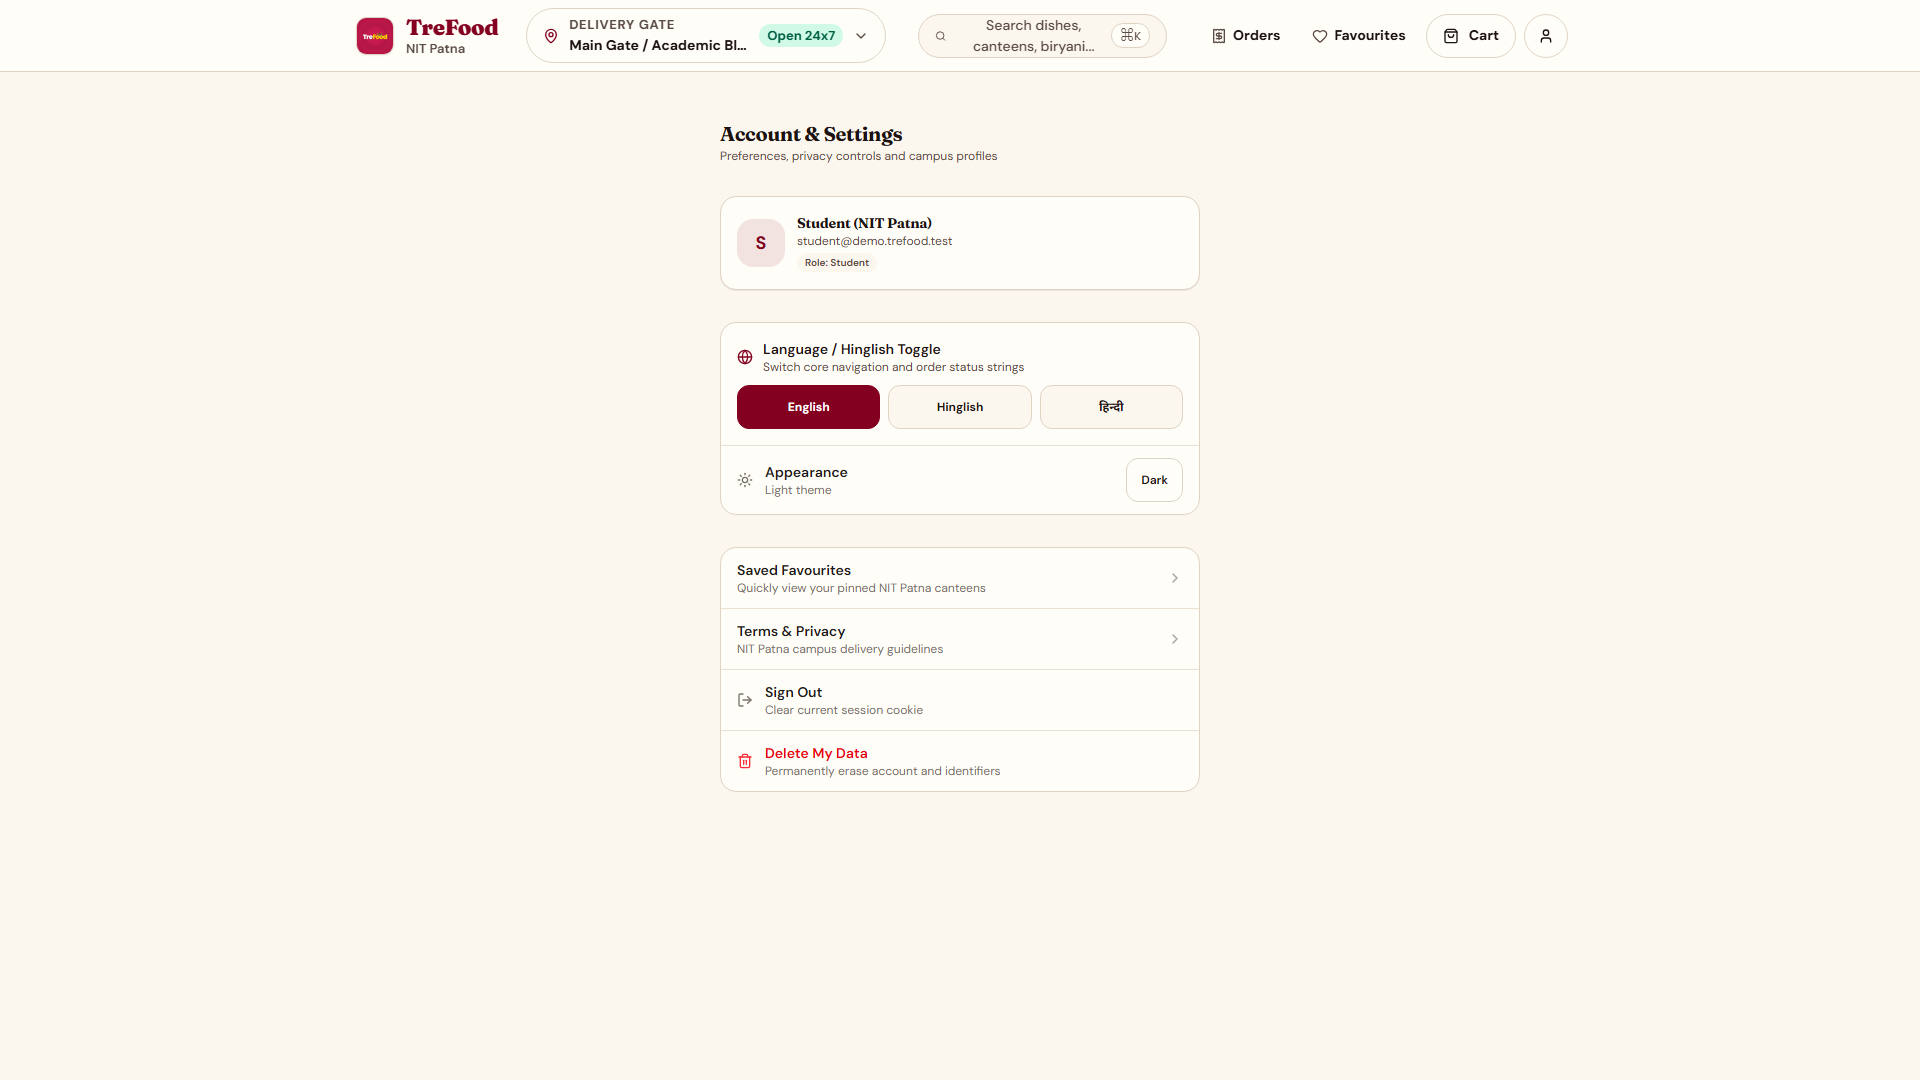 TreFood
TreFood
NIT Patna
DELIVERY GATE
Main Gate / Academic Bl...
Open 24x7
Search dishes,
canteens, biryani...
⌘K
Orders
Favourites
Cart
Account & Settings
Preferences, privacy controls and campus profiles
S
Student (NIT Patna)
student@demo.trefood.test
Role: Student
Language / Hinglish Toggle
Switch core navigation and order status strings
English
Hinglish
हिन्दी
Appearance
Light theme
Dark
Saved Favourites
Quickly view your pinned NIT Patna canteens
Terms & Privacy
NIT Patna campus delivery guidelines
Sign Out
Clear current session cookie
Delete My Data
Permanently erase account and identifiers